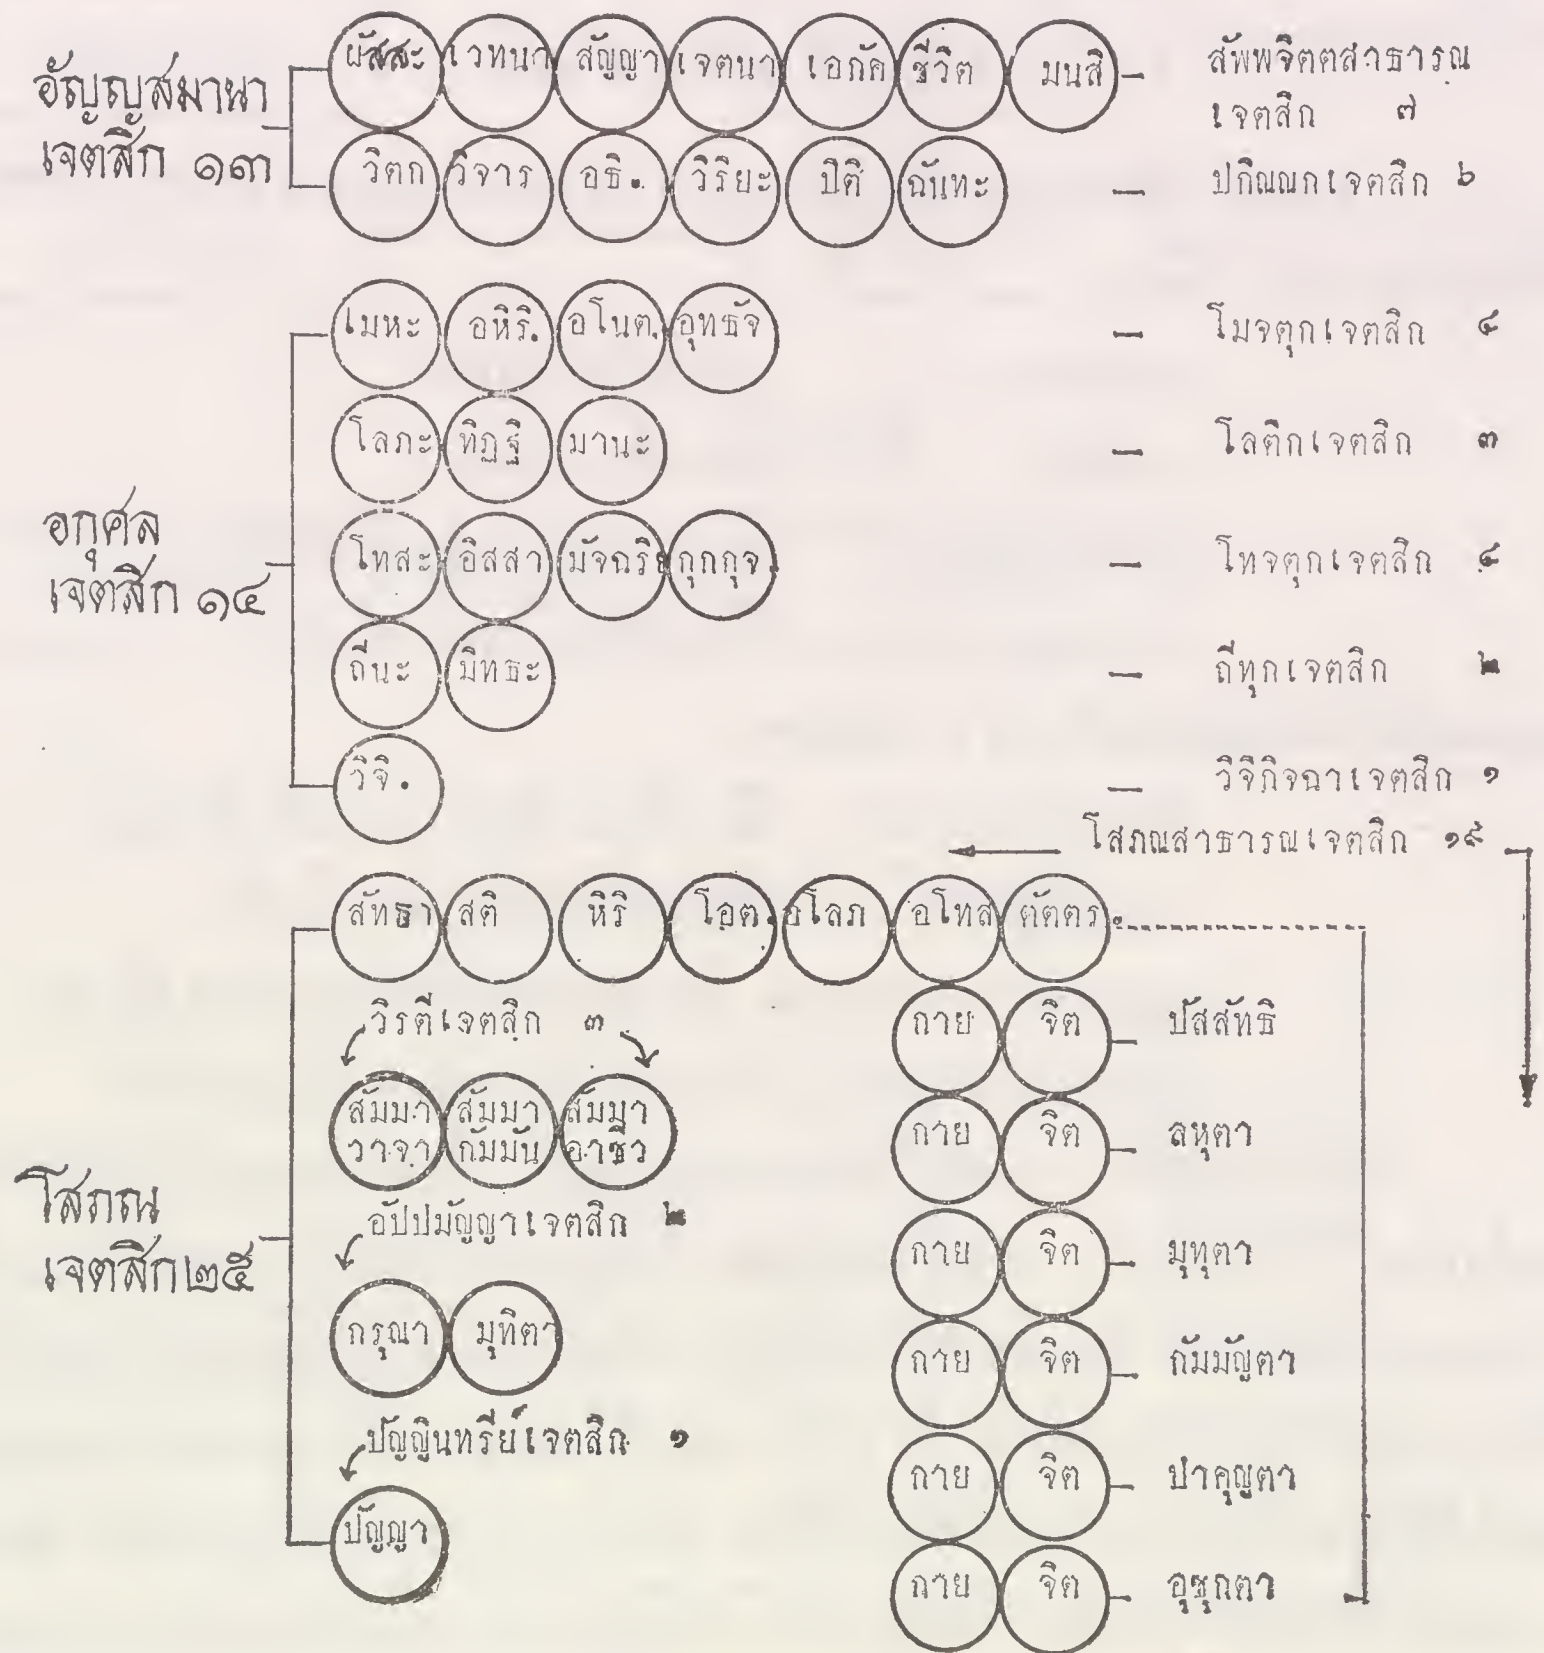 อัญญสมานา
เจตสิก ๑๓
ผัสสะ เวทนา สัญญา เจตนา เอกัค ชีวิต มนสิ
สัพพจิตตสาธารณ
เจตสิก ๗
วิตก วิจาร อธิ. วิริยะ ปีติ ฉันทะ
ปกิณณกเจตสิก ๖
อกุศล
เจตสิก ๑๔
เมหะ อหิริ. อโนต. อุทธัจ
โมจตุกเจตสิก ๔
โลภะ ทิฏฐิ มานะ
โลติกเจตสิก ๓
โทสะ อิสสา มัจฉริย กุกกุจ.
โทจตุกเจตสิก ๔
ถีนะ มิทธะ
ถีทุกเจตสิก ๒
วิจิ.
วิจิกิจฉาเจตสิก ๑
โสภณสาธารณเจตสิก ๑๙
โสภณ
เจตสิก ๒๕
สัทธา สติ หิริ โอต. อโลภ อโทส ตัตตร.
วิรตีเจตสิก ๓
สัมมา สัมมา สัมมา
วาจา กัมมัน อาชีว
อัปปมัญญาเจตสิก ๒
กรุณา มุทิตา
ปัญญินทรีย์เจตสิก ๑
ปัญญา
กาย จิต ปัสสัทธิ
กาย จิต ลหุตา
กาย จิต มุทุตา
กาย จิต กัมมัญตา
กาย จิต ปาคุญตา
กาย จิต อุชุกตา